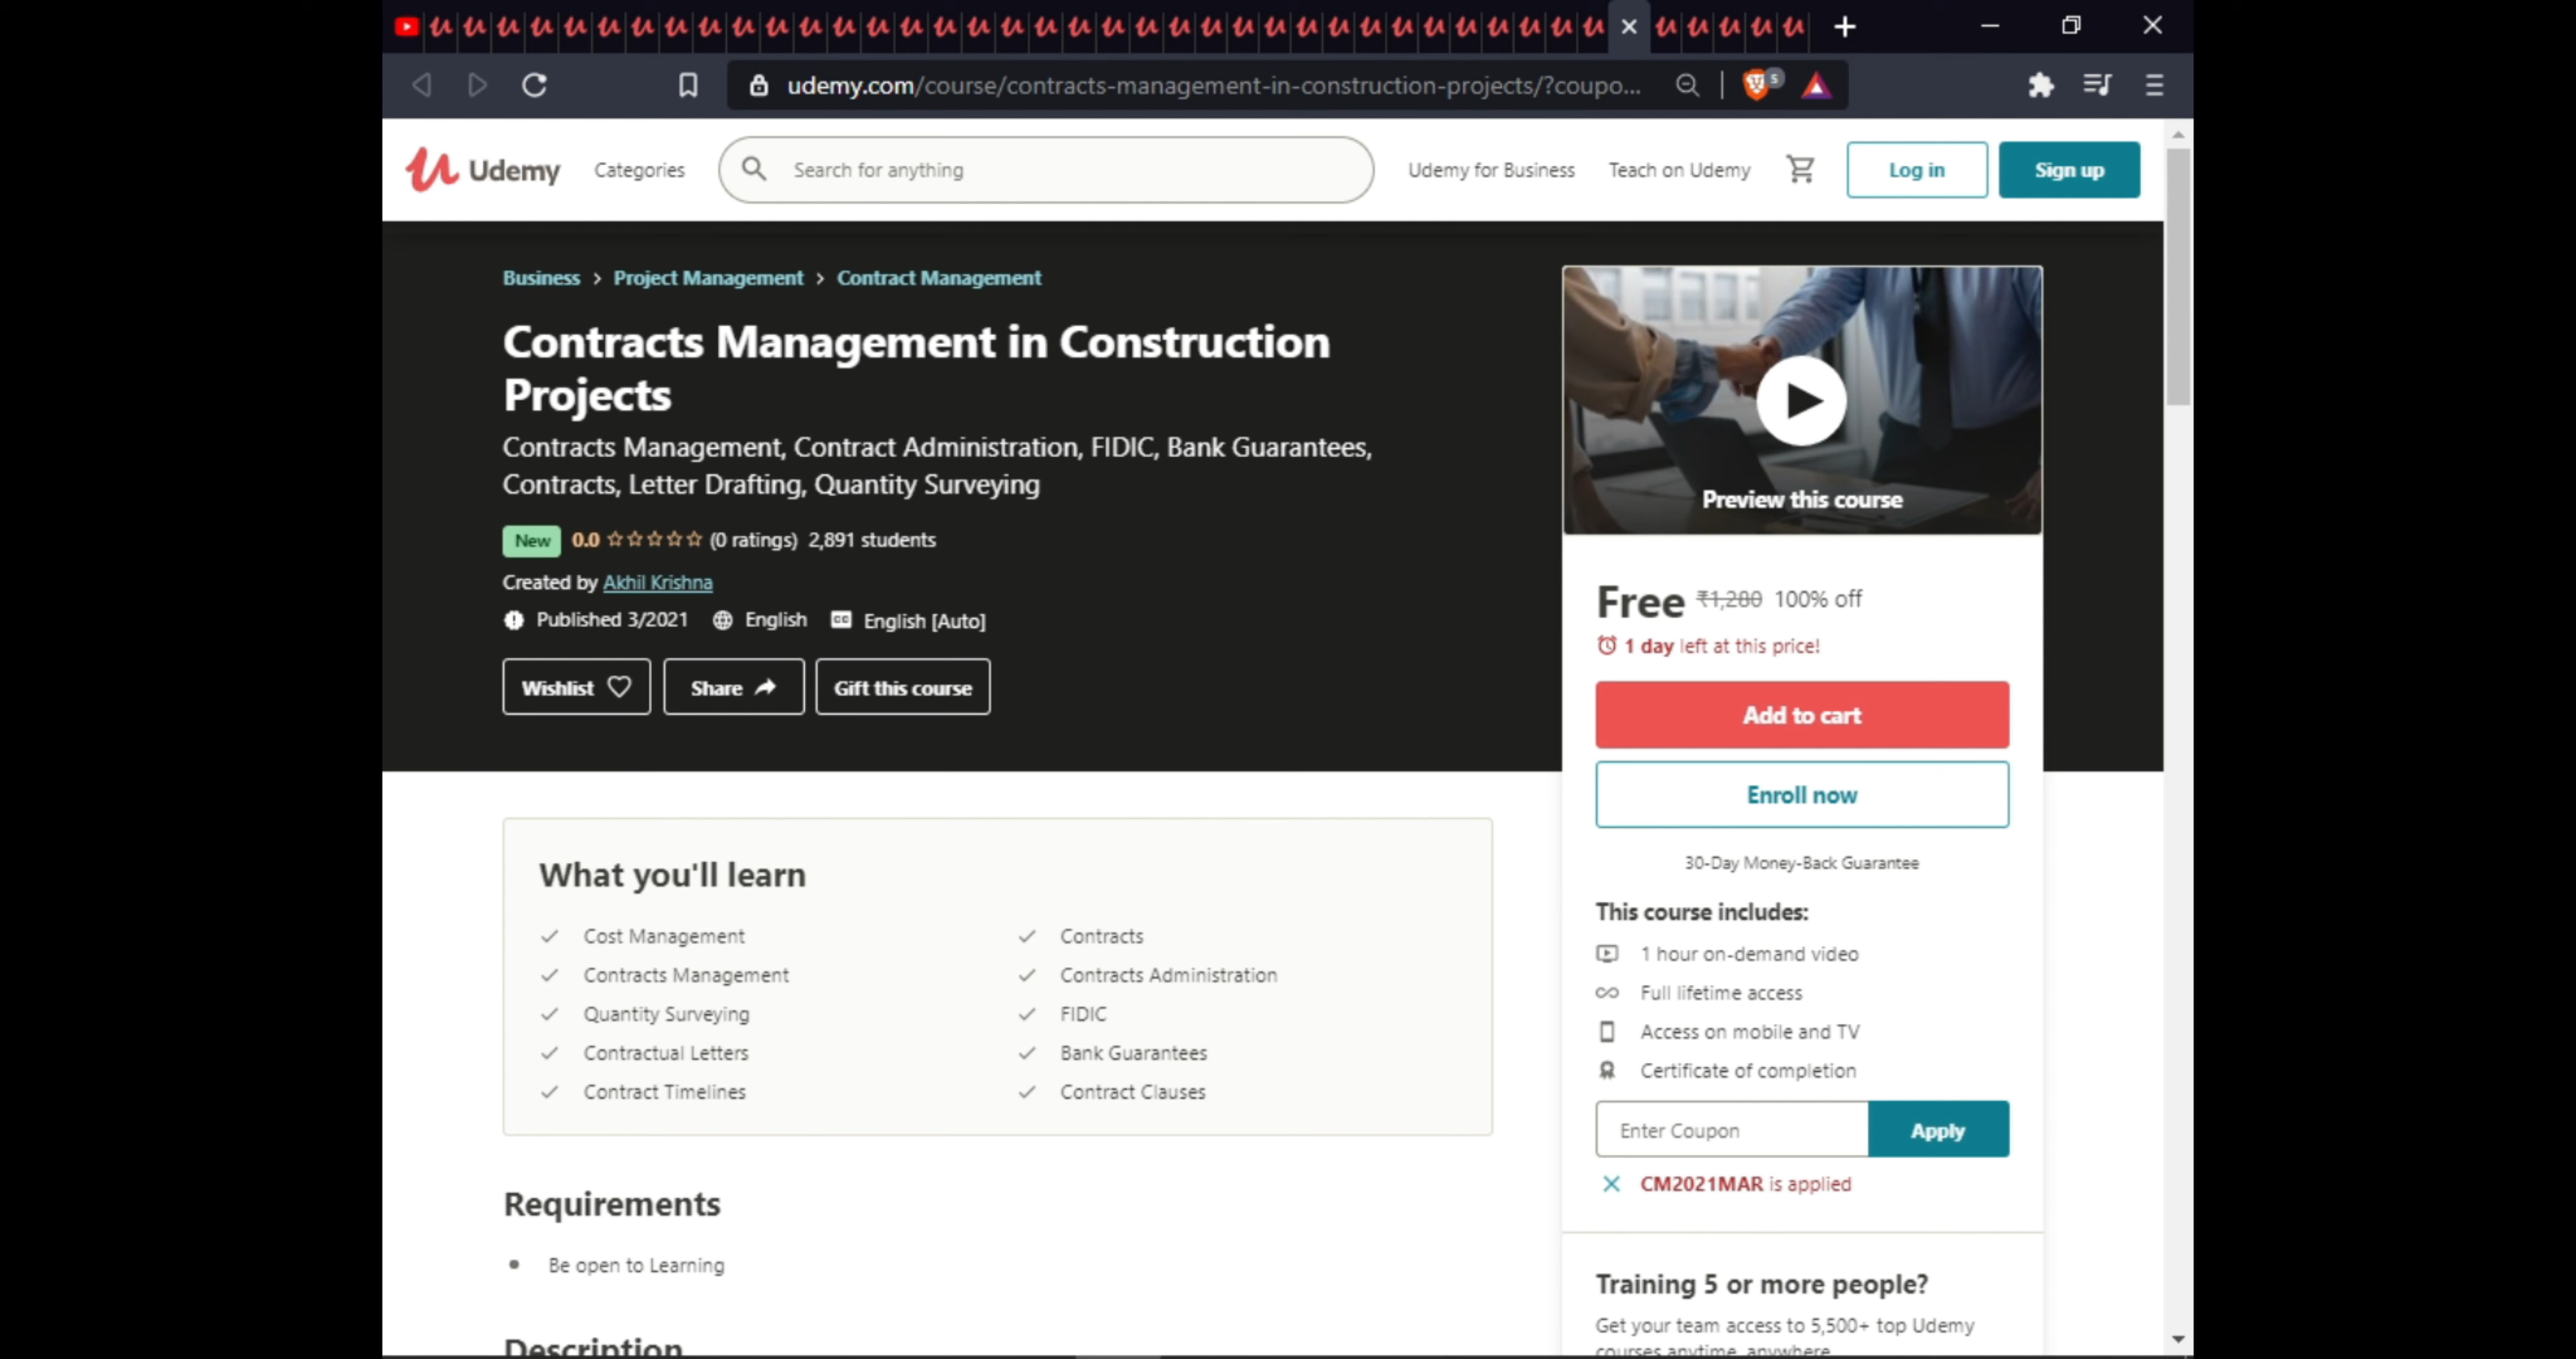 udemy.com/course/contracts-management-in-construction-projects/?coupo...
5
Udemy
Categories
Search for anything
Udemy for Business
Teach on Udemy
Log in
Sign up
Business > Project Management > Contract Management
Contracts Management in Construction
Projects
Contracts Management, Contract Administration, FIDIC, Bank Guarantees,
Contracts, Letter Drafting, Quantity Surveying
New 0.0 (0 ratings) 2,891 students
Created by Akhil Krishna
Published 3/2021 English CC English [Auto]
Wishlist
Share
Gift this course
Preview this course
Free ₹1,280 100% off
1 day left at this price!
Add to cart
Enroll now
30-Day Money-Back Guarantee
This course includes:
1 hour on-demand video
Full lifetime access
Access on mobile and TV
Certificate of completion
Enter Coupon
Apply
CM2021MAR is applied
Training 5 or more people?
Get your team access to 5,500+ top Udemy
courses anytime, anywhere.
What you'll learn
Cost Management
Contracts
Contracts Management
Contracts Administration
Quantity Surveying
FIDIC
Contractual Letters
Bank Guarantees
Contract Timelines
Contract Clauses
Requirements
Be open to Learning
Description